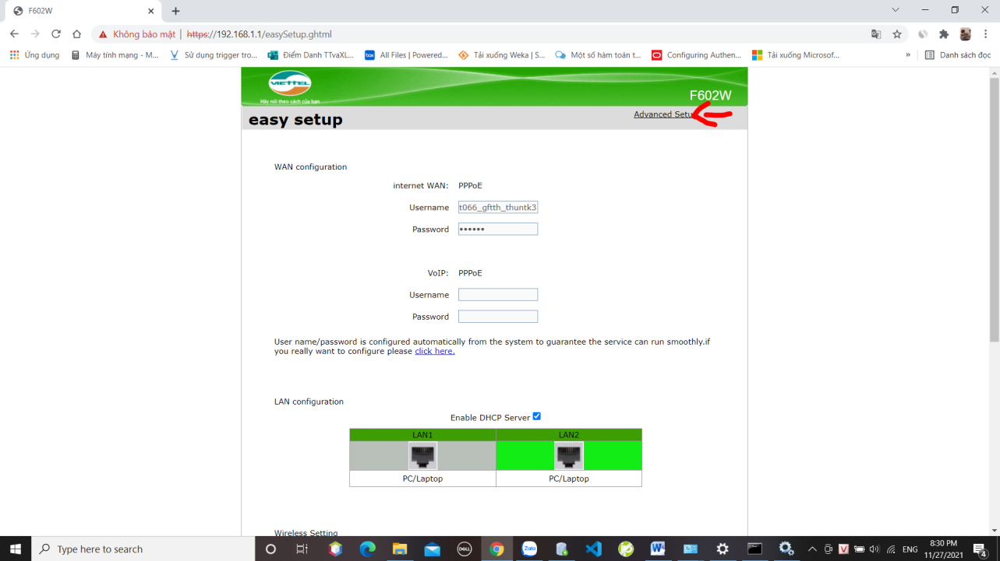 F602W
Không bảo mật | https://192.168.1.1/easySetup.ghtml
Ứng dụng Máy tính mạng - M... Sử dụng trigger tro... Điểm Danh TTvaXL... All Files | Powered... Tải xuống Weka | S... Một số hàm toán t... Configuring Authen... Tải xuống Microsof... » Danh sách đọc
VIETTEL
Hãy nói theo cách của bạn
F602W
easy setup
Advanced Setu
WAN configuration
internet WAN: PPPoE
Username t066_gftth_thuntk3
Password ••••••
VoIP: PPPoE
Username
Password
User name/password is configured automatically from the system to guarantee the service can run smoothly.if
you really want to configure please click here.
LAN configuration
Enable DHCP Server
LAN1 LAN2
PC/Laptop PC/Laptop
Wireless Setting
Type here to search
DELL
Zalo
ENG
8:30 PM
11/27/2021
4